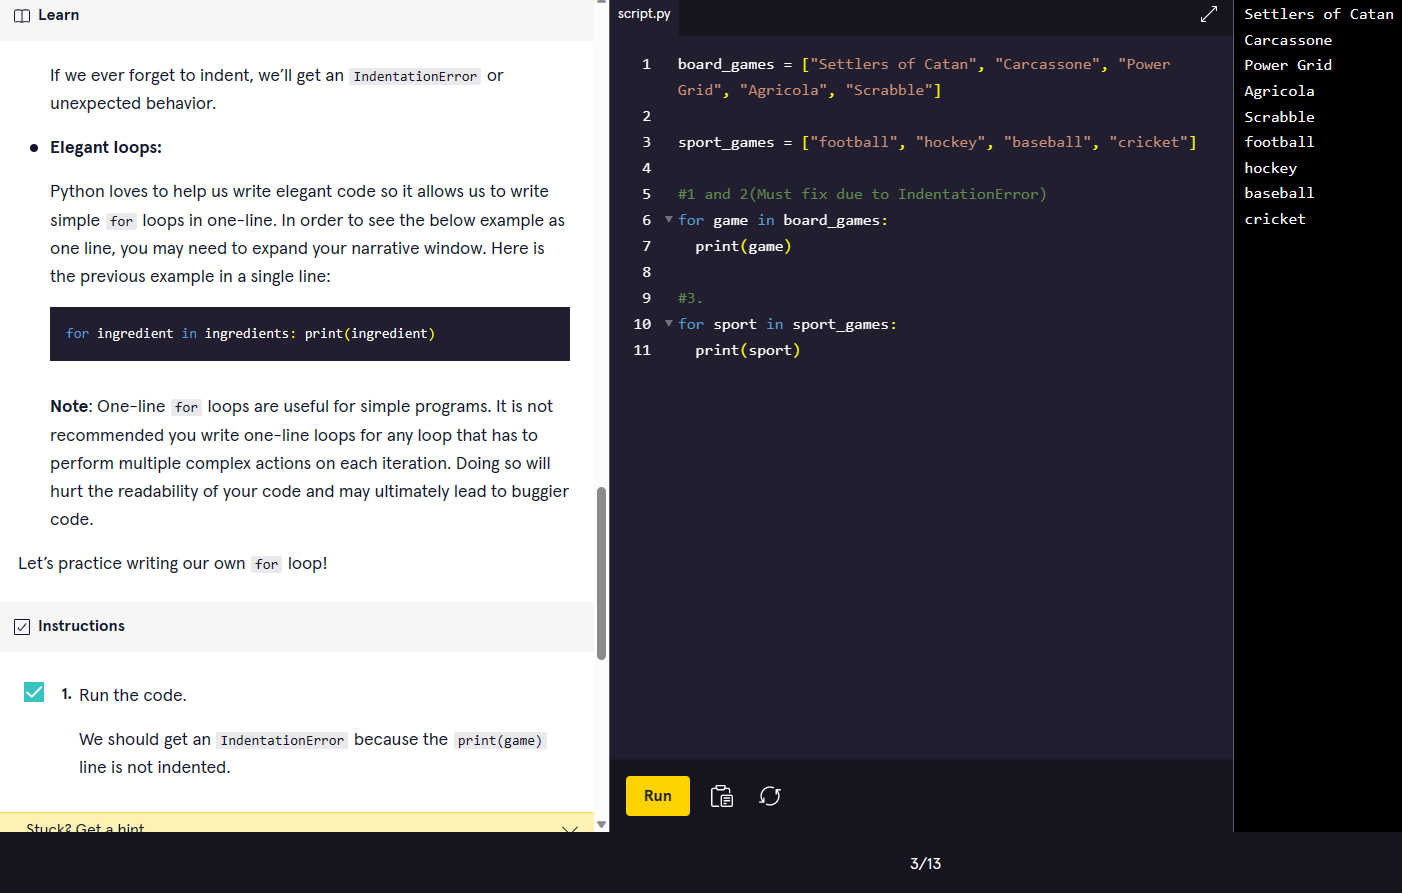 Learn
If we ever forget to indent, we’ll get an IndentationError or
unexpected behavior.
Elegant loops:
Python loves to help us write elegant code so it allows us to write
simple for loops in one-line. In order to see the below example as
one line, you may need to expand your narrative window. Here is
the previous example in a single line:
for ingredient in ingredients: print(ingredient)
Note: One-line for loops are useful for simple programs. It is not
recommended you write one-line loops for any loop that has to
perform multiple complex actions on each iteration. Doing so will
hurt the readability of your code and may ultimately lead to buggier
code.
Let’s practice writing our own for loop!
Instructions
1. Run the code.
We should get an IndentationError because the print(game)
line is not indented.
Stuck? Get a hint
script.py
1 board_games = ["Settlers of Catan", "Carcassone", "Power
Grid", "Agricola", "Scrabble"]
2
3 sport_games = ["football", "hockey", "baseball", "cricket"]
4
5 #1 and 2(Must fix due to IndentationError)
6 for game in board_games:
7 print(game)
8
9 #3.
10 for sport in sport_games:
11 print(sport)
Run
Settlers of Catan
Carcassone
Power Grid
Agricola
Scrabble
football
hockey
baseball
cricket
3/13